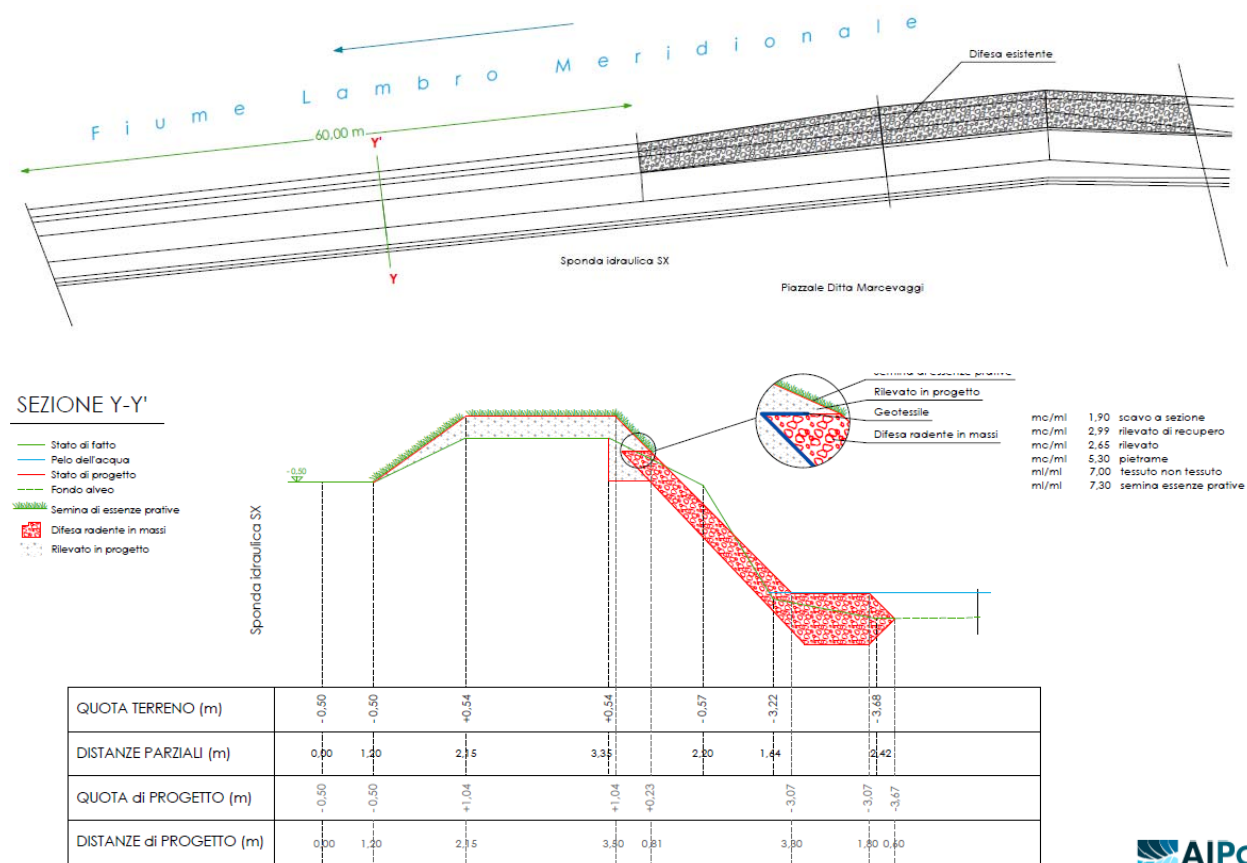 Fiume Lambro Meridionale
Difesa esistente
60,00 m
Y'
Y
Sponda idraulica SX
Piazzale Ditta Marcevaggi
SEZIONE Y-Y'
Stato di fatto
Pelo dell'acqua
Stato di progetto
Fondo alveo
Semina di essenze prative
Difesa radente in massi
Rilevato in progetto
Sponda idraulica SX
- 0,50
Semina di essenze prative
Rilevato in progetto
Geotessile
Difesa radente in massi
mc/ml 1,90 scavo a sezione
mc/ml 2,99 rilevato di recupero
mc/ml 2,65 rilevato
mc/ml 5,30 pietrame
ml/ml 7,00 tessuto non tessuto
ml/ml 7,30 semina essenze prative
QUOTA TERRENO (m) - 0,50 - 0,50 +0,54 +0,54 - 0,57 - 3,22 - 3,68
DISTANZE PARZIALI (m) 0,00 1,20 2,15 3,35 2,20 1,64 2,42
QUOTA di PROGETTO (m) - 0,50 - 0,50 +1,04 +1,04 +0,23 -3,07 -3,07 -3,67
DISTANZE di PROGETTO (m) 0,00 1,20 2,15 3,50 0,81 3,30 1,80 0,60